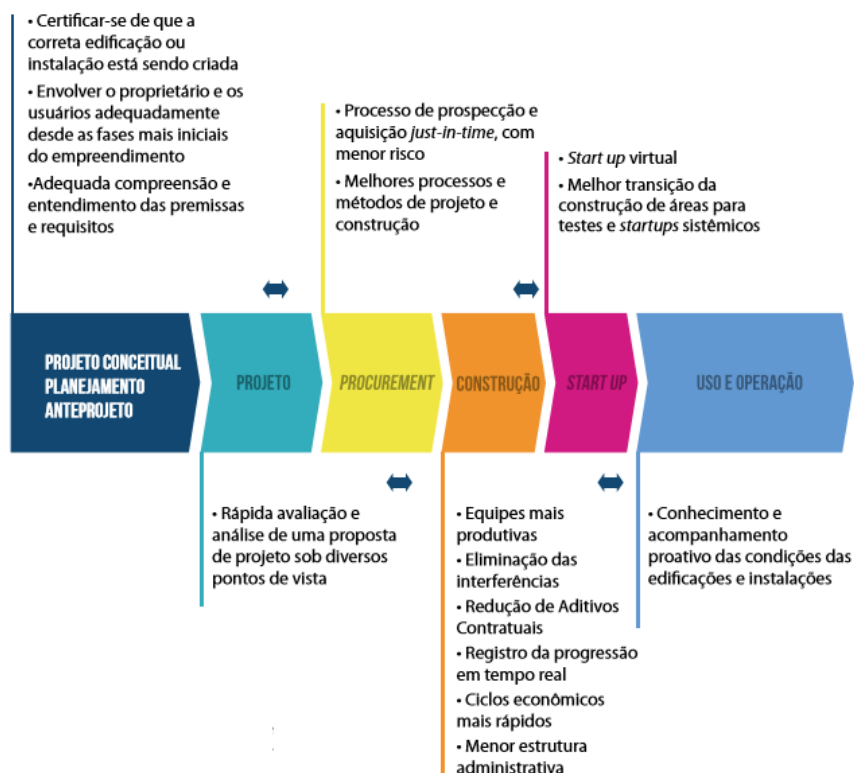 • Certificar-se de que a
correta edificação ou
instalação está sendo criada
• Envolver o proprietário e os
usuários adequadamente
desde as fases mais iniciais
do empreendimento
•Adequada compreensão e
entendimento das premissas
e requisitos
• Processo de prospecção e
aquisição just-in-time, com
menor risco
• Melhores processos e
métodos de projeto e
construção
• Start up virtual
• Melhor transição da
construção de áreas para
testes e startups sistêmicos
PROJETO CONCEITUAL
PLANEJAMENTO
ANTEPROJETO
PROJETO
PROCUREMENT
CONSTRUÇÃO
START UP
USO E OPERAÇÃO
• Rápida avaliação e
análise de uma proposta
de projeto sob diversos
pontos de vista
• Equipes mais
produtivas
• Eliminação das
interferências
• Redução de Aditivos
Contratuais
• Registro da progressão
em tempo real
• Ciclos econômicos
mais rápidos
• Menor estrutura
administrativa
• Conhecimento e
acompanhamento
proativo das condições das
edificações e instalações